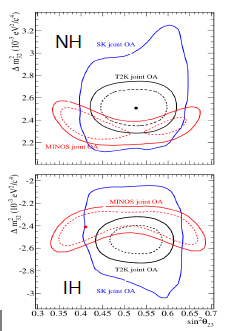 Δ m²₃₂ (10⁻³ eV²/c⁴)
NH
SK joint OA
3.2
3
2.8
T2K joint OA
2.6
2.4
2.2
MINOS joint OA
Δ m²₃₂ (10⁻³ eV²/c⁴)
-2
MINOS joint OA
-2.2
-2.4
-2.6
T2K joint OA
-2.8
IH
SK joint OA
-3
0.3 0.35 0.4 0.45 0.5 0.55 0.6 0.65 0.7
sin²θ₂₃